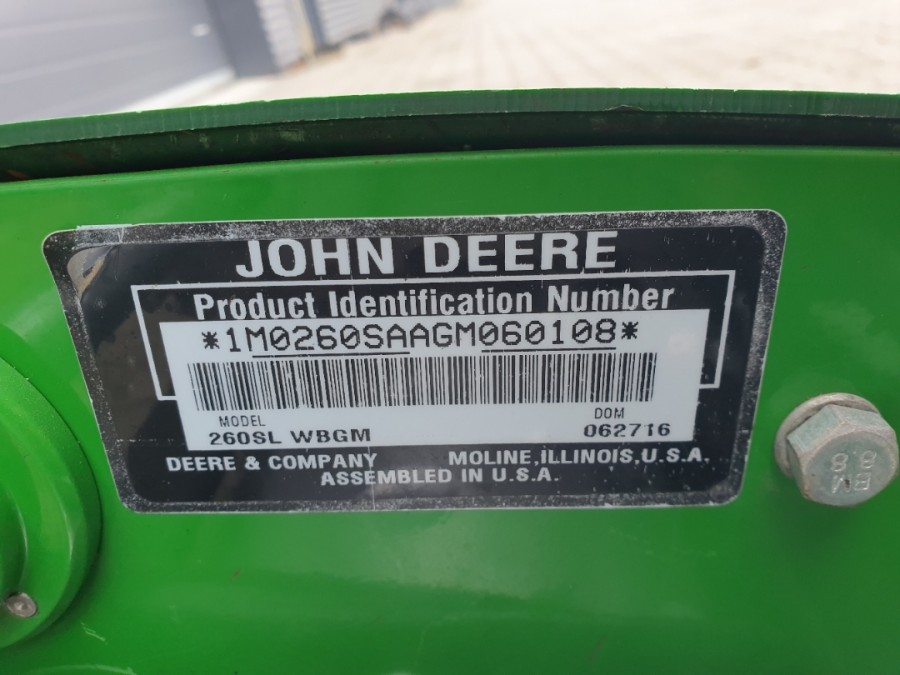 JOHN DEERE
Product Identification Number
*1M0260SAAGM060108*
MODEL DOM
260SL WBGM 062716
DEERE & COMPANY MOLINE, ILLINOIS, U.S.A.
ASSEMBLED IN U.S.A.
BM
8.8